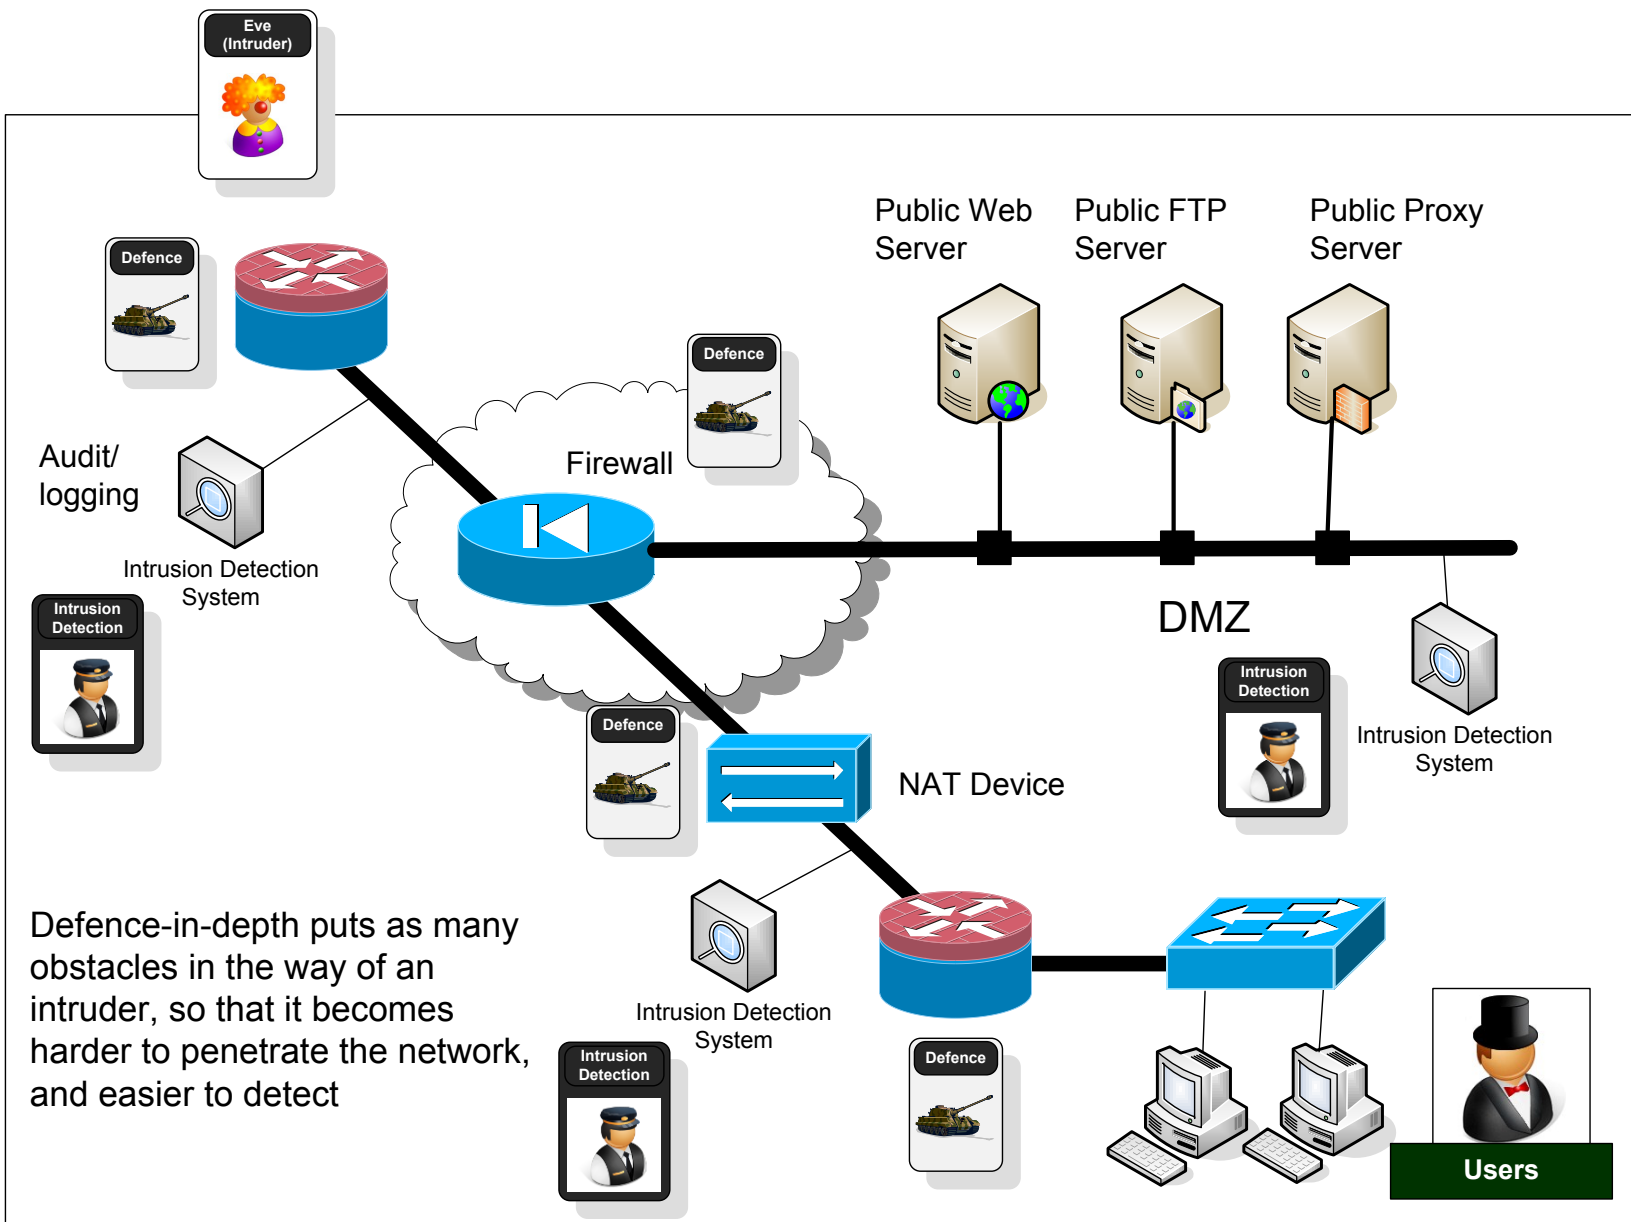 Eve
(Intruder)
Defence
Public Web
Server
Public FTP
Server
Public Proxy
Server
Defence
Firewall
Audit/
logging
Intrusion Detection
System
Intrusion
Detection
DMZ
Intrusion
Detection
Intrusion Detection
System
Defence
NAT Device
Defence-in-depth puts as many
obstacles in the way of an
intruder, so that it becomes
harder to penetrate the network,
and easier to detect
Intrusion Detection
System
Intrusion
Detection
Defence
Users